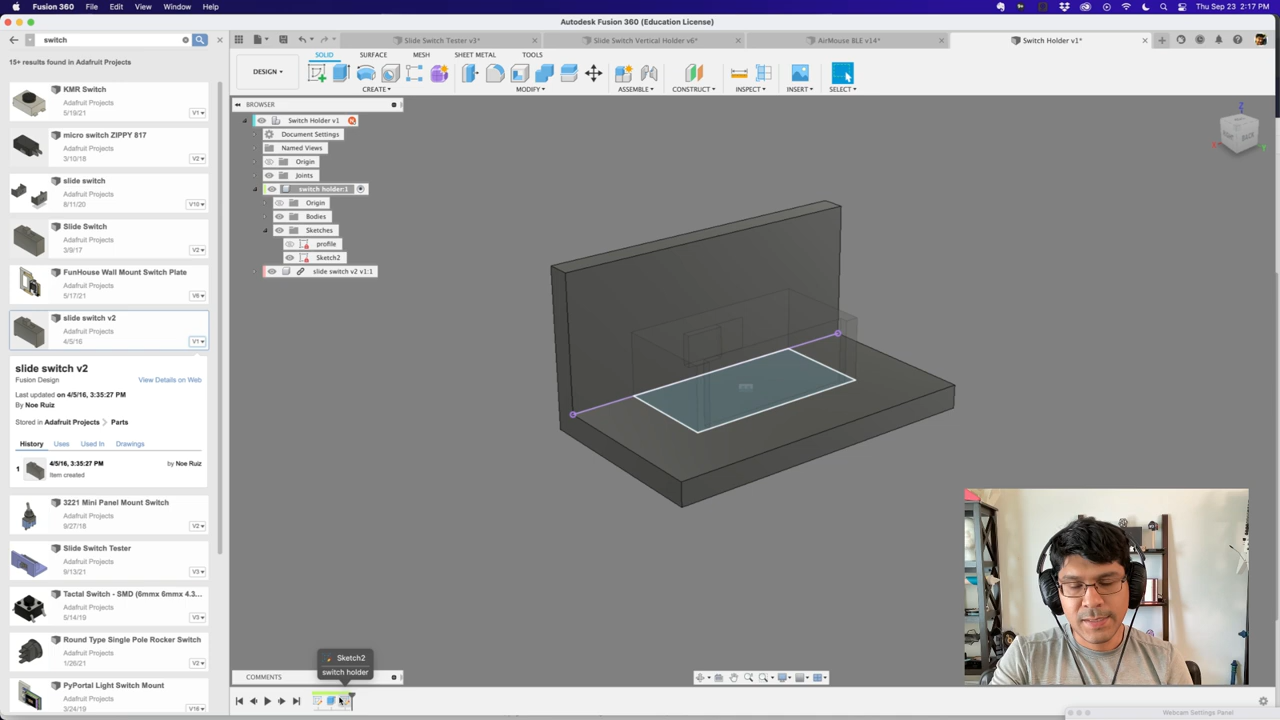 Fusion 360 File Edit View Window Help
Thu Sep 23 2:17 PM
Autodesk Fusion 360 (Education License)
switch
Slide Switch Tester v1*
Slide Switch Vertical Holder v6*
AirMouse BLE v14*
Switch Holder v1*
SOLID SURFACE MESH SHEET METAL TOOLS
DESIGN
CREATE MODIFY ASSEMBLE CONSTRUCT INSPECT INSERT SELECT
15+ results found in Adafruit Projects
KMR Switch
Adafruit Projects
5/19/21 V1
micro switch ZIPPY 817
Adafruit Projects
3/10/18 V2
slide switch
Adafruit Projects
8/11/20 V10
Slide Switch
Adafruit Projects
3/9/17 V2
FunHouse Wall Mount Switch Plate
Adafruit Projects
5/17/21
slide switch v2
Adafruit Projects
4/5/16 V1
slide switch v2
Fusion Design View Details on Web
Last updated on 4/5/16, 3:35:27 PM
By Noe Ruiz
Stored in Adafruit Projects > Parts
History Uses Used In Drawings
1 4/5/16, 3:35:27 PM by Noe Ruiz
Item created
3221 Mini Panel Mount Switch
Adafruit Projects
9/27/18 V2
Slide Switch Tester
Adafruit Projects
9/13/21 V3
Tactal Switch - SMD (6mmx 6mmx 4.3...
Adafruit Projects
5/14/19 V3
Round Type Single Pole Rocker Switch
Adafruit Projects
1/28/21 V2
PyPortal Light Switch Mount
Adafruit Projects
3/24/19 V16
BROWSER
Switch Holder v1
Document Settings
Named Views
Origin
Joints
switch holder:1
Origin
Bodies
Sketches
profile
Sketch2
slide switch v2 v1:1
Z
Sketch2
switch holder
COMMENTS
Webcam Settings Panel